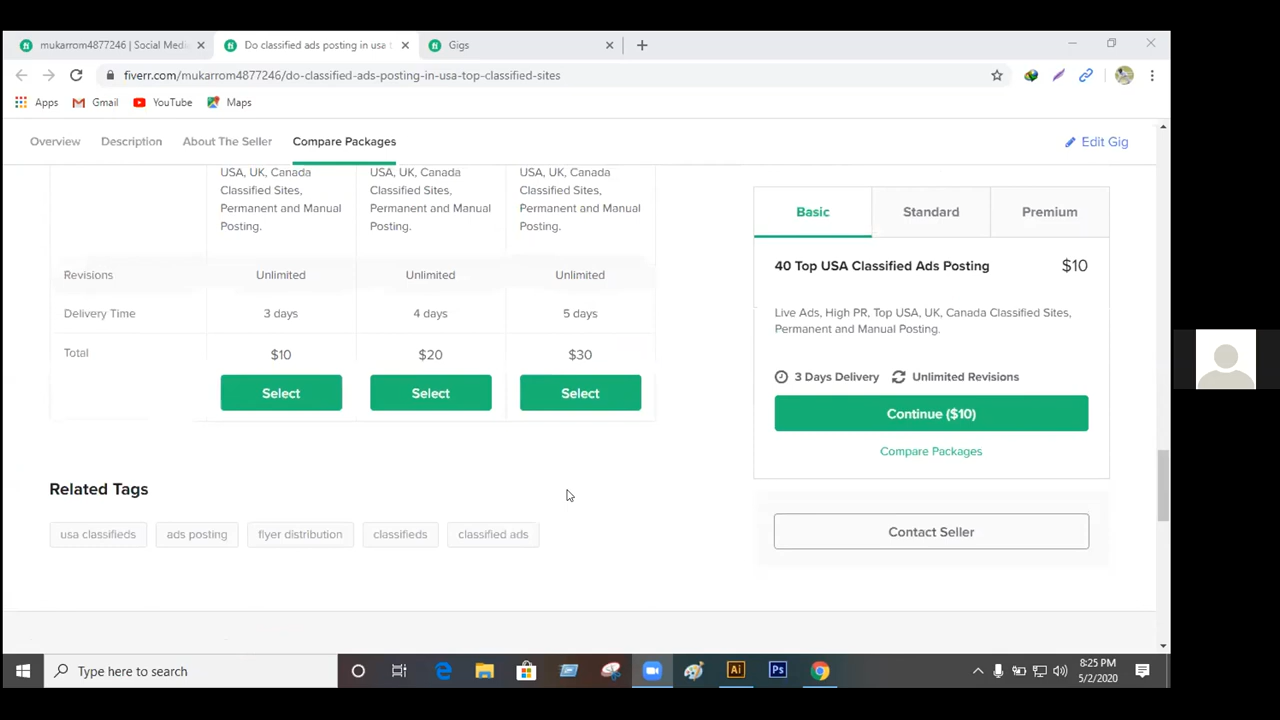 mukarrom4877246 | Social Medi
Do classified ads posting in usa t
Gigs
fiverr.com/mukarrom4877246/do-classified-ads-posting-in-usa-top-classified-sites
Apps
Gmail
YouTube
Maps
Overview
Description
About The Seller
Compare Packages
Edit Gig
USA, UK, Canada
Classified Sites,
Permanent and Manual
Posting.
USA, UK, Canada
Classified Sites,
Permanent and Manual
Posting.
USA, UK, Canada
Classified Sites,
Permanent and Manual
Posting.
Revisions
Unlimited
Unlimited
Unlimited
Delivery Time
3 days
4 days
5 days
Total
$10
$20
$30
Select
Select
Select
Basic
Standard
Premium
40 Top USA Classified Ads Posting
$10
Live Ads, High PR, Top USA, UK, Canada Classified Sites,
Permanent and Manual Posting.
3 Days Delivery
Unlimited Revisions
Continue ($10)
Compare Packages
Contact Seller
Related Tags
usa classifieds
ads posting
flyer distribution
classifieds
classified ads
Type here to search
Ai
Ps
8:25 PM
5/2/2020